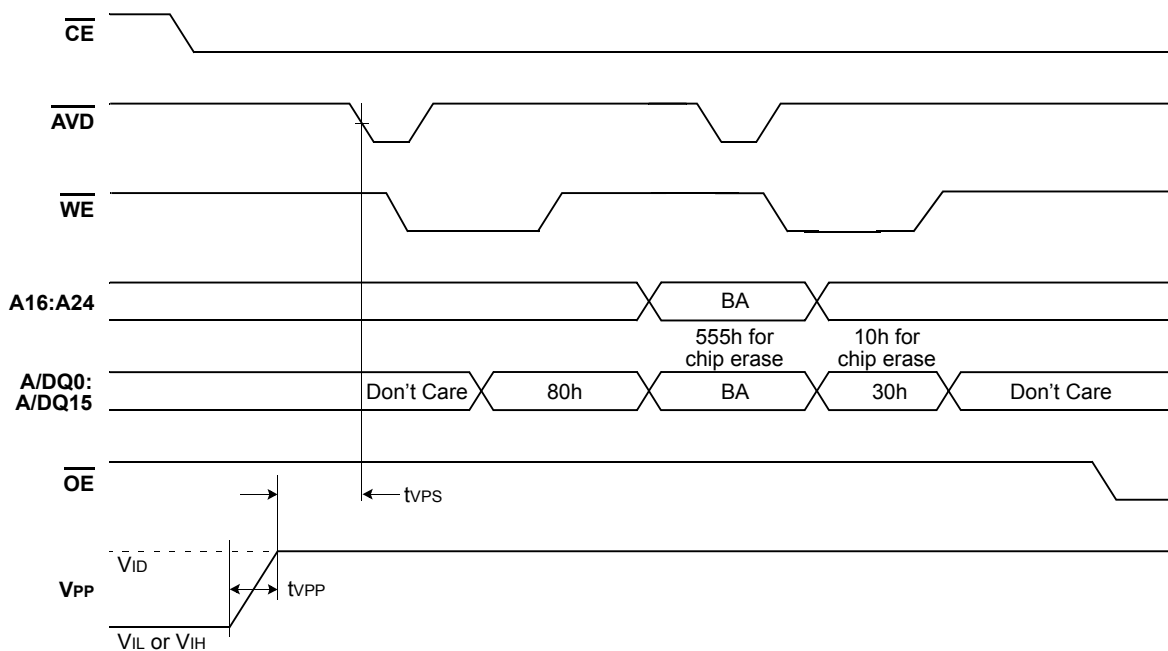 CE
AVD
WE
A16:A24
BA
555h for
chip erase
10h for
chip erase
A/DQ0:
A/DQ15
Don't Care
80h
BA
30h
Don't Care
OE
tVPS
VID
VPP
tVPP
VIL or VIH